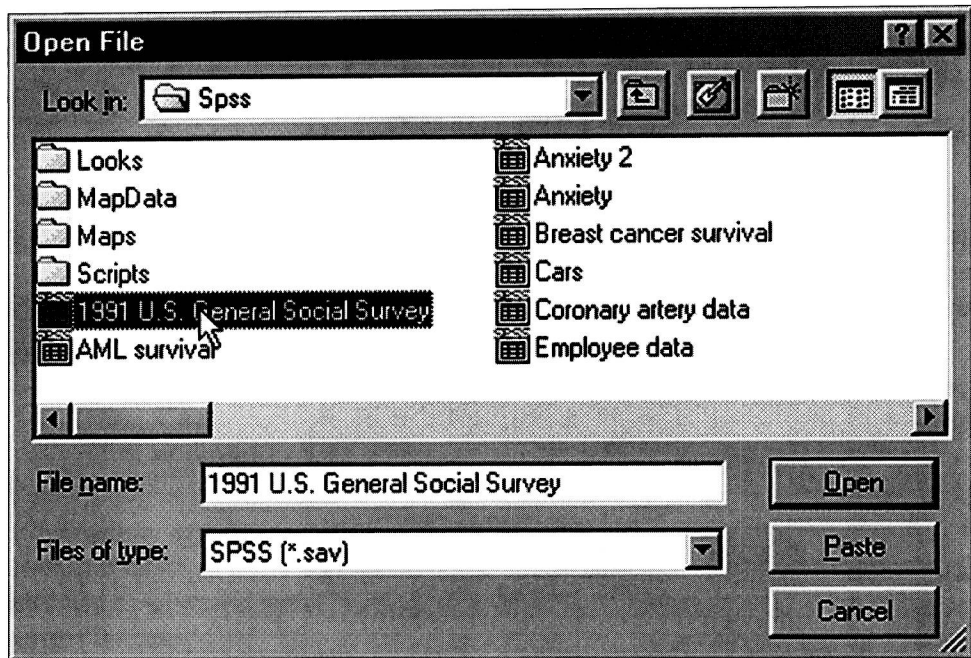 Open File
Look in: Spss
Looks
MapData
Maps
Scripts
1991 U.S. General Social Survey
AML survival
Anxiety 2
Anxiety
Breast cancer survival
Cars
Coronary artery data
Employee data
File name: 1991 U.S. General Social Survey Open
Files of type: SPSS (*.sav) Paste
Cancel